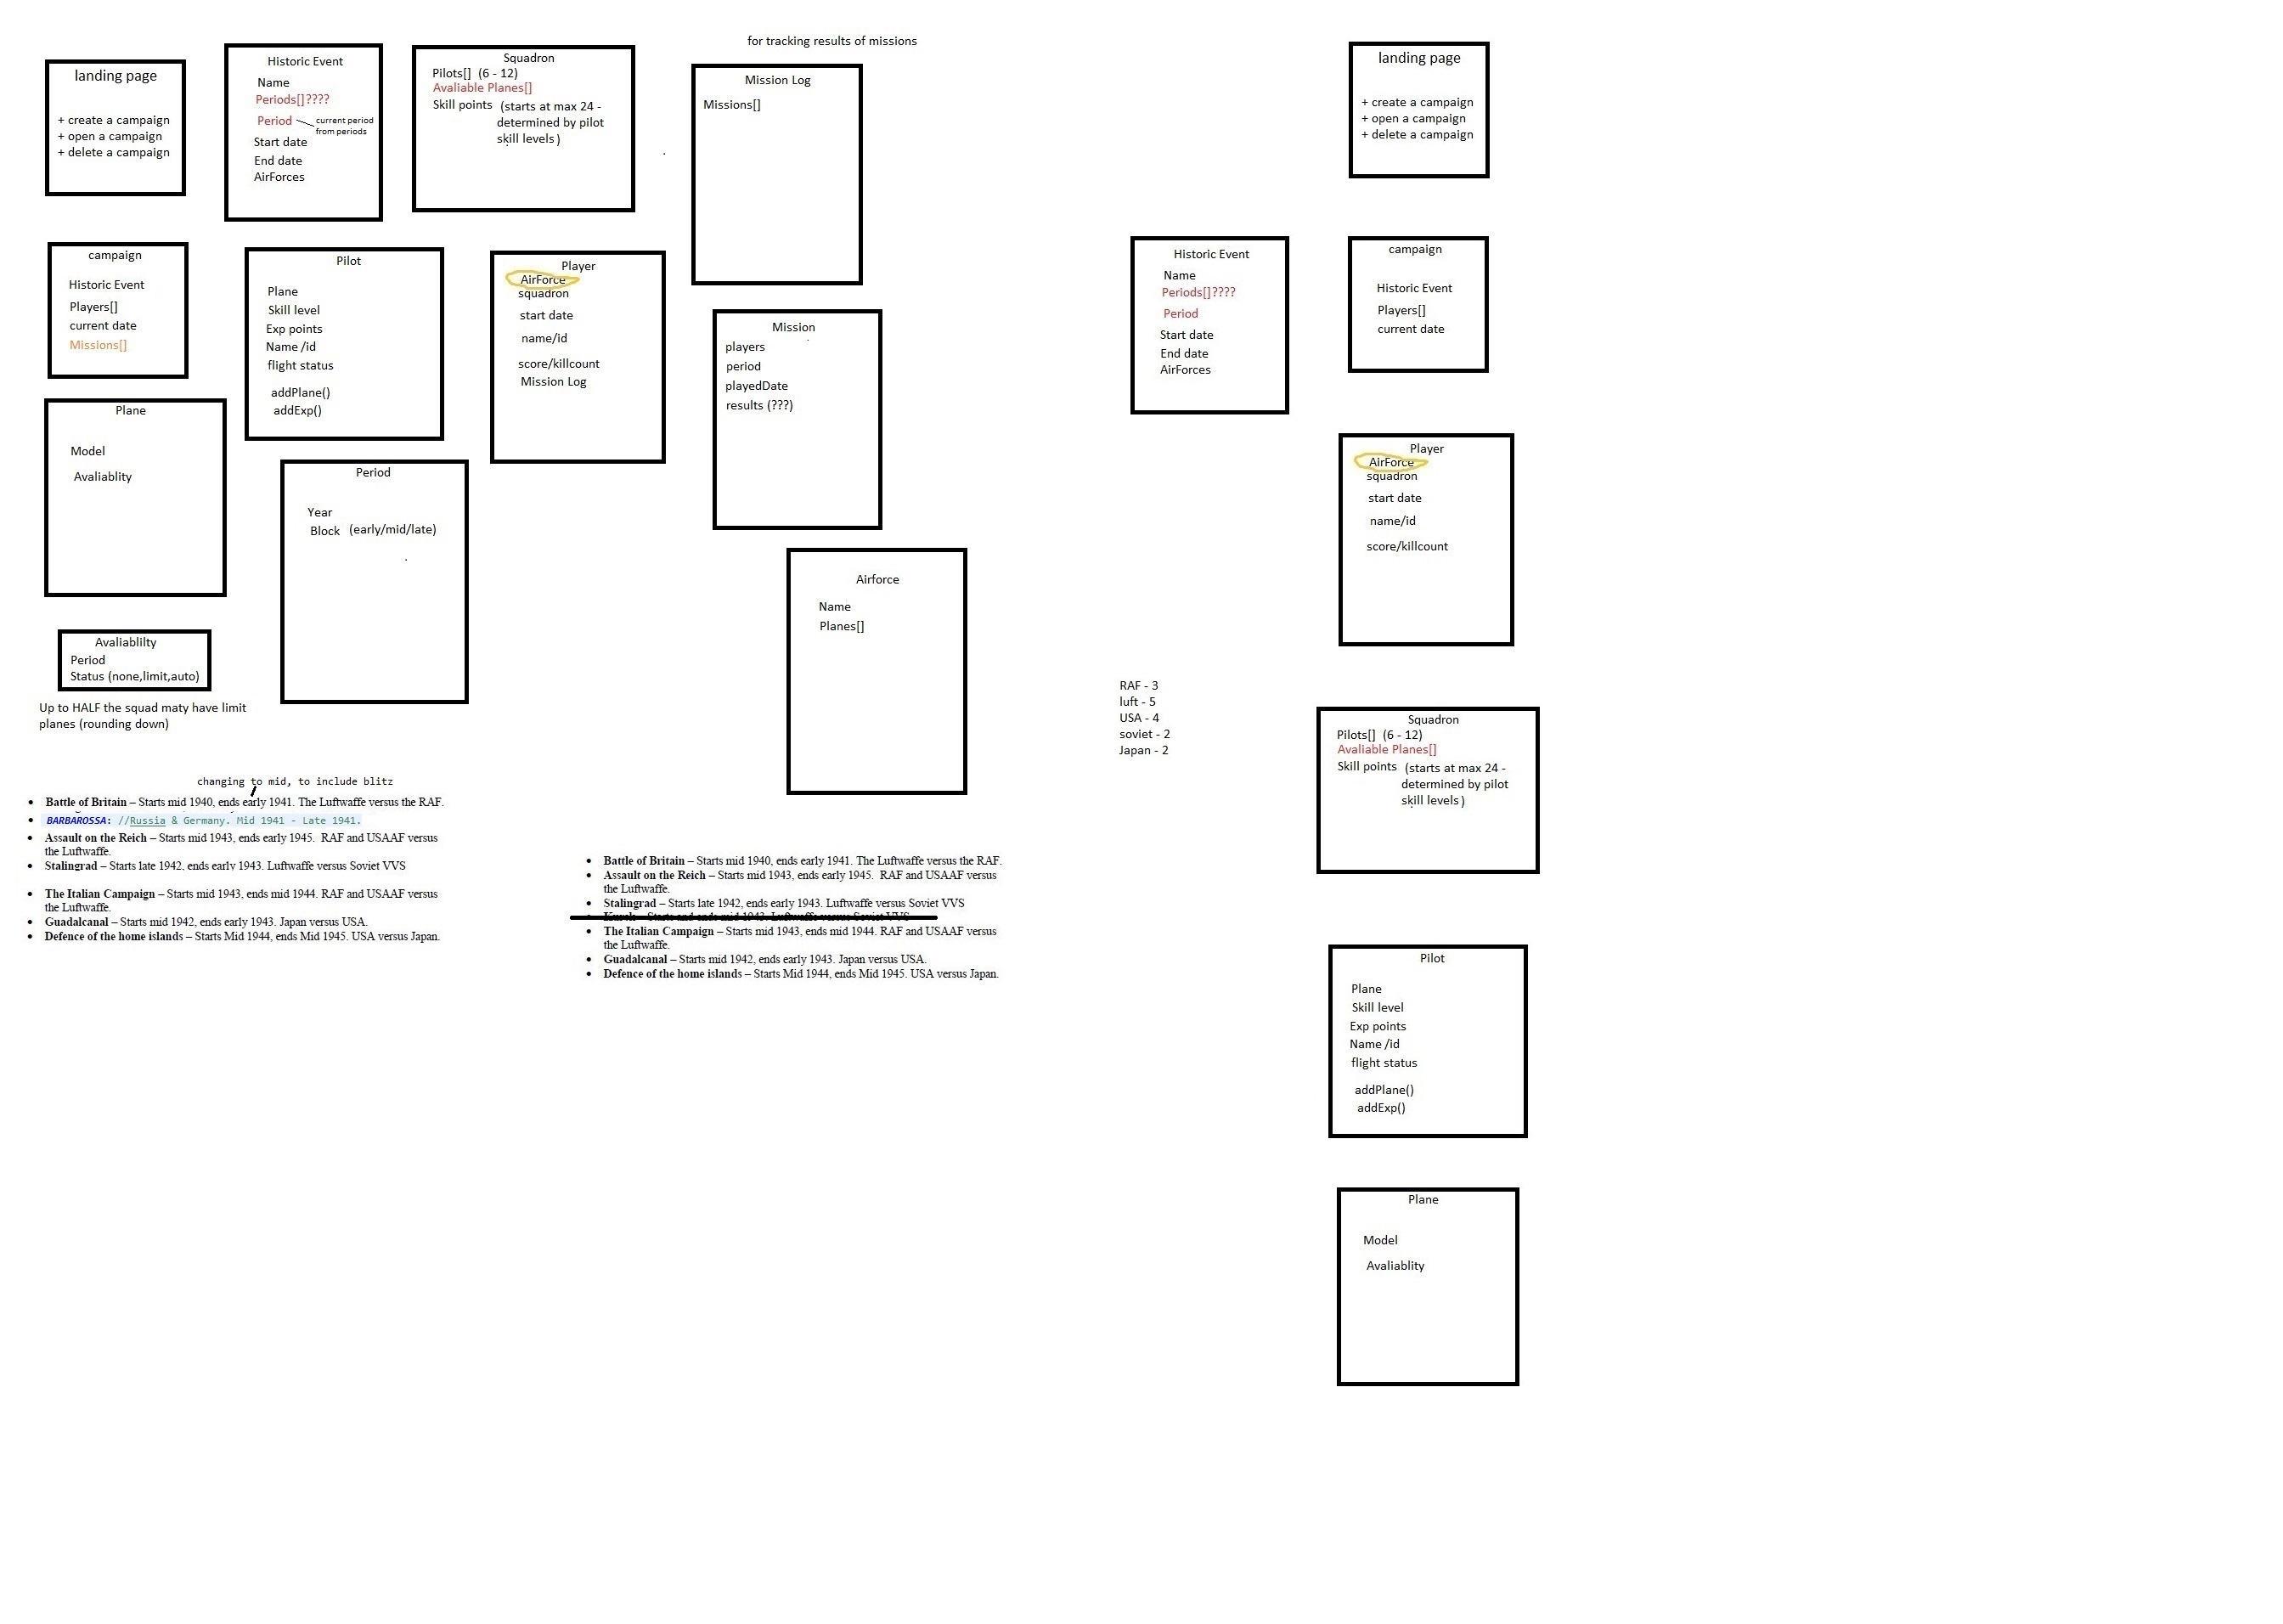 landing page
+ create a campaign
+ open a campaign
+ delete a campaign
Historic Event
Name
Periods[]????
Period
current period
from periods
Start date
End date
AirForces
Squadron
Pilots[] (6 - 12)
Avaliable Planes[]
Skill points (starts at max 24 -
determined by pilot
skill levels)
for tracking results of missions
Mission Log
Missions[]
campaign
Historic Event
Players[]
current date
Missions[]
Pilot
Plane
Skill level
Exp points
Name /id
flight status
addPlane()
addExp()
Player
AirForce
squadron
start date
name/id
score/killcount
Mission Log
Mission
players
period
playedDate
results (???)
Plane
Model
Avaliablity
Period
Year
Block (early/mid/late)
Airforce
Name
Planes[]
Avaliablilty
Period
Status (none,limit,auto)
Up to HALF the squad maty have limit
planes (rounding down)
changing to mid, to include blitz
• Battle of Britain – Starts mid 1940, ends early 1941. The Luftwaffe versus the RAF.
• BARBAROSSA: //Russia & Germany. Mid 1941 - Late 1941.
• Assault on the Reich – Starts mid 1943, ends early 1945. RAF and USAAF versus
the Luftwaffe.
• Stalingrad – Starts late 1942, ends early 1943. Luftwaffe versus Soviet VVS
• The Italian Campaign – Starts mid 1943, ends mid 1944. RAF and USAAF versus
the Luftwaffe.
• Guadalcanal – Starts mid 1942, ends early 1943. Japan versus USA.
• Defence of the home islands – Starts Mid 1944, ends Mid 1945. USA versus Japan.
• Battle of Britain – Starts mid 1940, ends early 1941. The Luftwaffe versus the RAF.
• Assault on the Reich – Starts mid 1943, ends early 1945. RAF and USAAF versus
the Luftwaffe.
• Stalingrad – Starts late 1942, ends early 1943. Luftwaffe versus Soviet VVS
• Kursk – Starts and ends mid 1943. Luftwaffe versus Soviet VVS
• The Italian Campaign – Starts mid 1943, ends mid 1944. RAF and USAAF versus
the Luftwaffe.
• Guadalcanal – Starts mid 1942, ends early 1943. Japan versus USA.
• Defence of the home islands – Starts Mid 1944, ends Mid 1945. USA versus Japan.
landing page
+ create a campaign
+ open a campaign
+ delete a campaign
Historic Event
Name
Periods[]????
Period
Start date
End date
AirForces
campaign
Historic Event
Players[]
current date
Player
AirForce
squadron
start date
name/id
score/killcount
RAF - 3
luft - 5
USA - 4
soviet - 2
Japan - 2
Squadron
Pilots[] (6 - 12)
Avaliable Planes[]
Skill points (starts at max 24 -
determined by pilot
skill levels)
Pilot
Plane
Skill level
Exp points
Name /id
flight status
addPlane()
addExp()
Plane
Model
Avaliablity